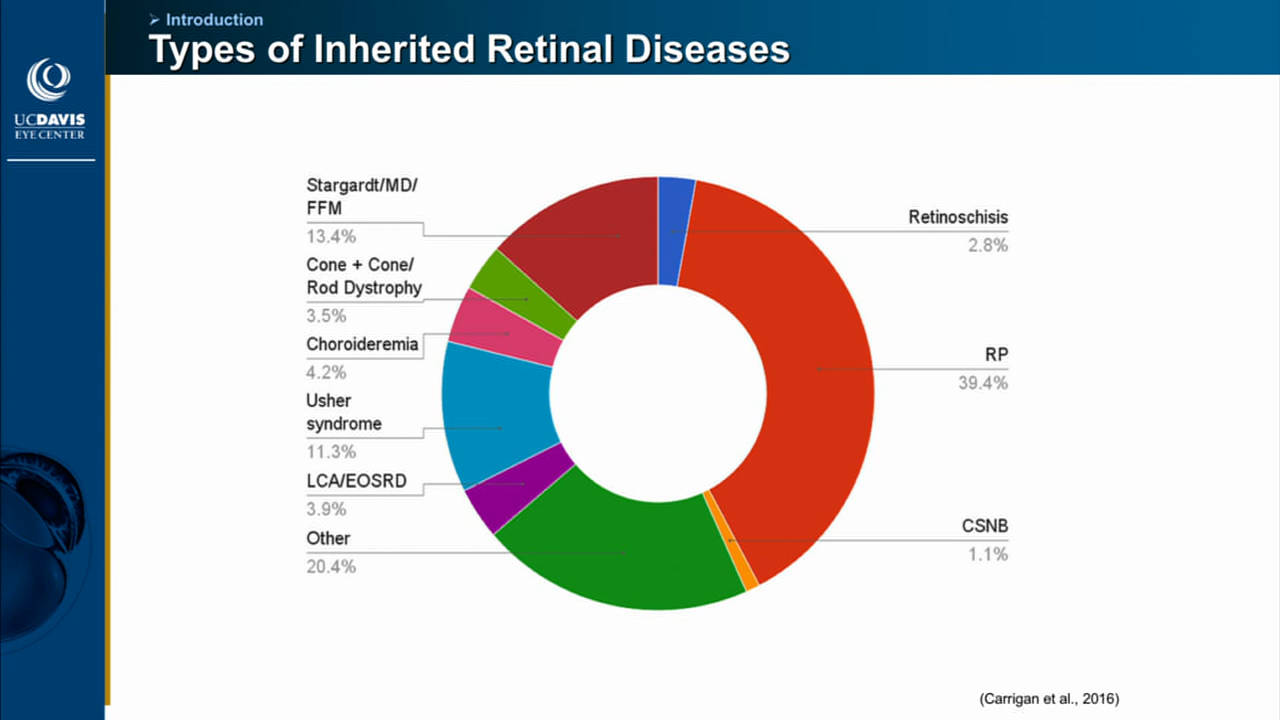 ➢ Introduction
Types of Inherited Retinal Diseases
UCDAVIS
EYE CENTER
Stargardt/MD/
FFM
13.4%
Cone + Cone/
Rod Dystrophy
3.5%
Choroideremia
4.2%
Usher
syndrome
11.3%
LCA/EOSRD
3.9%
Other
20.4%
Retinoschisis
2.8%
RP
39.4%
CSNB
1.1%
(Carrigan et al., 2016)